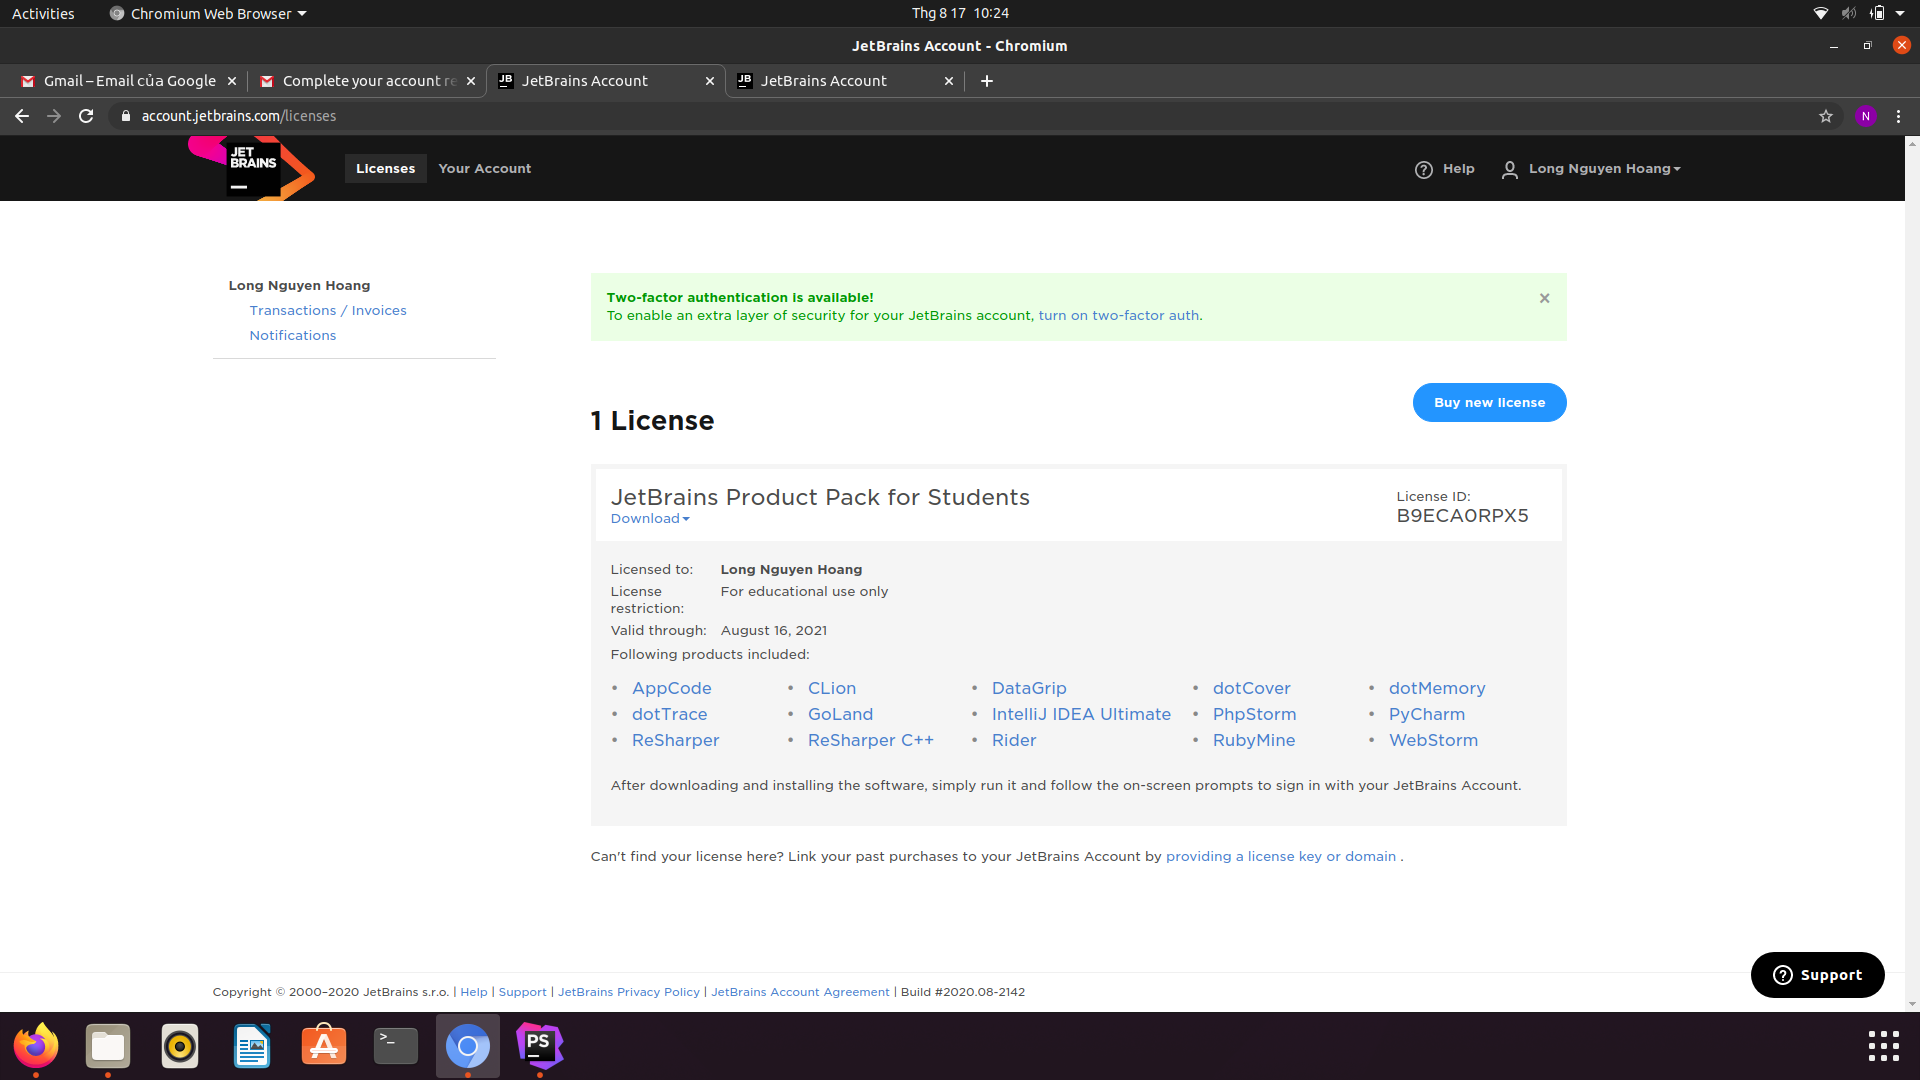 Activities
Chromium Web Browser
Thg 8 17 10:24
JetBrains Account - Chromium
Gmail – Email của Google
Complete your account re
JetBrains Account
JetBrains Account
account.jetbrains.com/licenses
N
JET
BRAINS
Licenses
Your Account
Help
Long Nguyen Hoang
Long Nguyen Hoang
Transactions / Invoices
Notifications
Two-factor authentication is available!
To enable an extra layer of security for your JetBrains account, turn on two-factor auth.
1 License
Buy new license
JetBrains Product Pack for Students
Download
License ID:
B9ECA0RPX5
Licensed to: Long Nguyen Hoang
License restriction: For educational use only
Valid through: August 16, 2021
Following products included:
• AppCode • CLion • DataGrip • dotCover • dotMemory
• dotTrace • GoLand • IntelliJ IDEA Ultimate • PhpStorm • PyCharm
• ReSharper • ReSharper C++ • Rider • RubyMine • WebStorm
After downloading and installing the software, simply run it and follow the on-screen prompts to sign in with your JetBrains Account.
Can't find your license here? Link your past purchases to your JetBrains Account by providing a license key or domain .
Support
Copyright © 2000–2020 JetBrains s.r.o. | Help | Support | JetBrains Privacy Policy | JetBrains Account Agreement | Build #2020.08-2142
PS